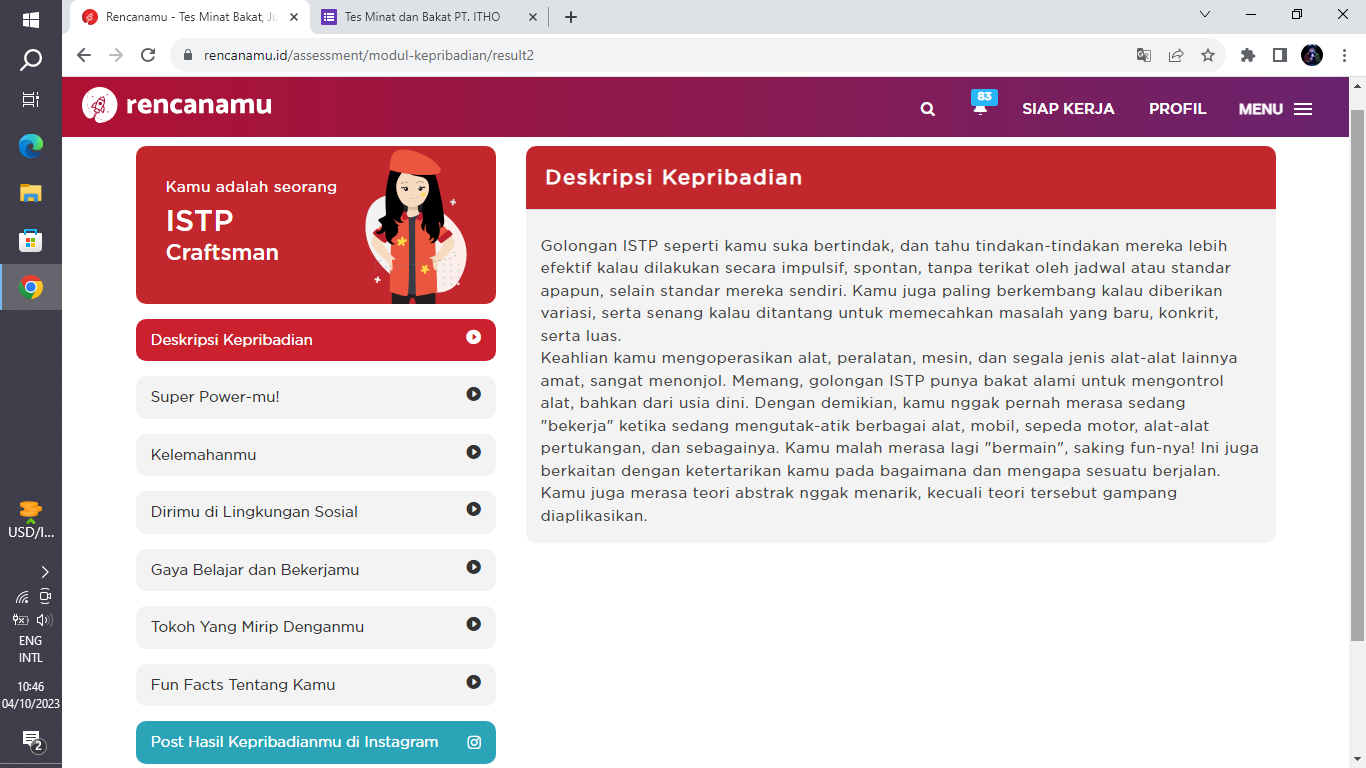 Rencanamu - Tes Minat Bakat, Ju
Tes Minat dan Bakat PT. ITHO
rencanamu.id/assessment/modul-kepribadian/result2
rencanamu
83
SIAP KERJA
PROFIL
MENU
Kamu adalah seorang
ISTP
Craftsman
Deskripsi Kepribadian
Super Power-mu!
Kelemahanmu
Dirimu di Lingkungan Sosial
Gaya Belajar dan Bekerjamu
Tokoh Yang Mirip Denganmu
Fun Facts Tentang Kamu
Post Hasil Kepribadianmu di Instagram
Deskripsi Kepribadian
Golongan ISTP seperti kamu suka bertindak, dan tahu tindakan-tindakan mereka lebih
efektif kalau dilakukan secara impulsif, spontan, tanpa terikat oleh jadwal atau standar
apapun, selain standar mereka sendiri. Kamu juga paling berkembang kalau diberikan
variasi, serta senang kalau ditantang untuk memecahkan masalah yang baru, konkrit,
serta luas.
Keahlian kamu mengoperasikan alat, peralatan, mesin, dan segala jenis alat-alat lainnya
amat, sangat menonjol. Memang, golongan ISTP punya bakat alami untuk mengontrol
alat, bahkan dari usia dini. Dengan demikian, kamu nggak pernah merasa sedang
"bekerja" ketika sedang mengutak-atik berbagai alat, mobil, sepeda motor, alat-alat
pertukangan, dan sebagainya. Kamu malah merasa lagi "bermain", saking fun-nya! Ini juga
berkaitan dengan ketertarikan kamu pada bagaimana dan mengapa sesuatu berjalan.
Kamu juga merasa teori abstrak nggak menarik, kecuali teori tersebut gampang
diaplikasikan.
USD/I...
ENG
INTL
10:46
04/10/2023
2